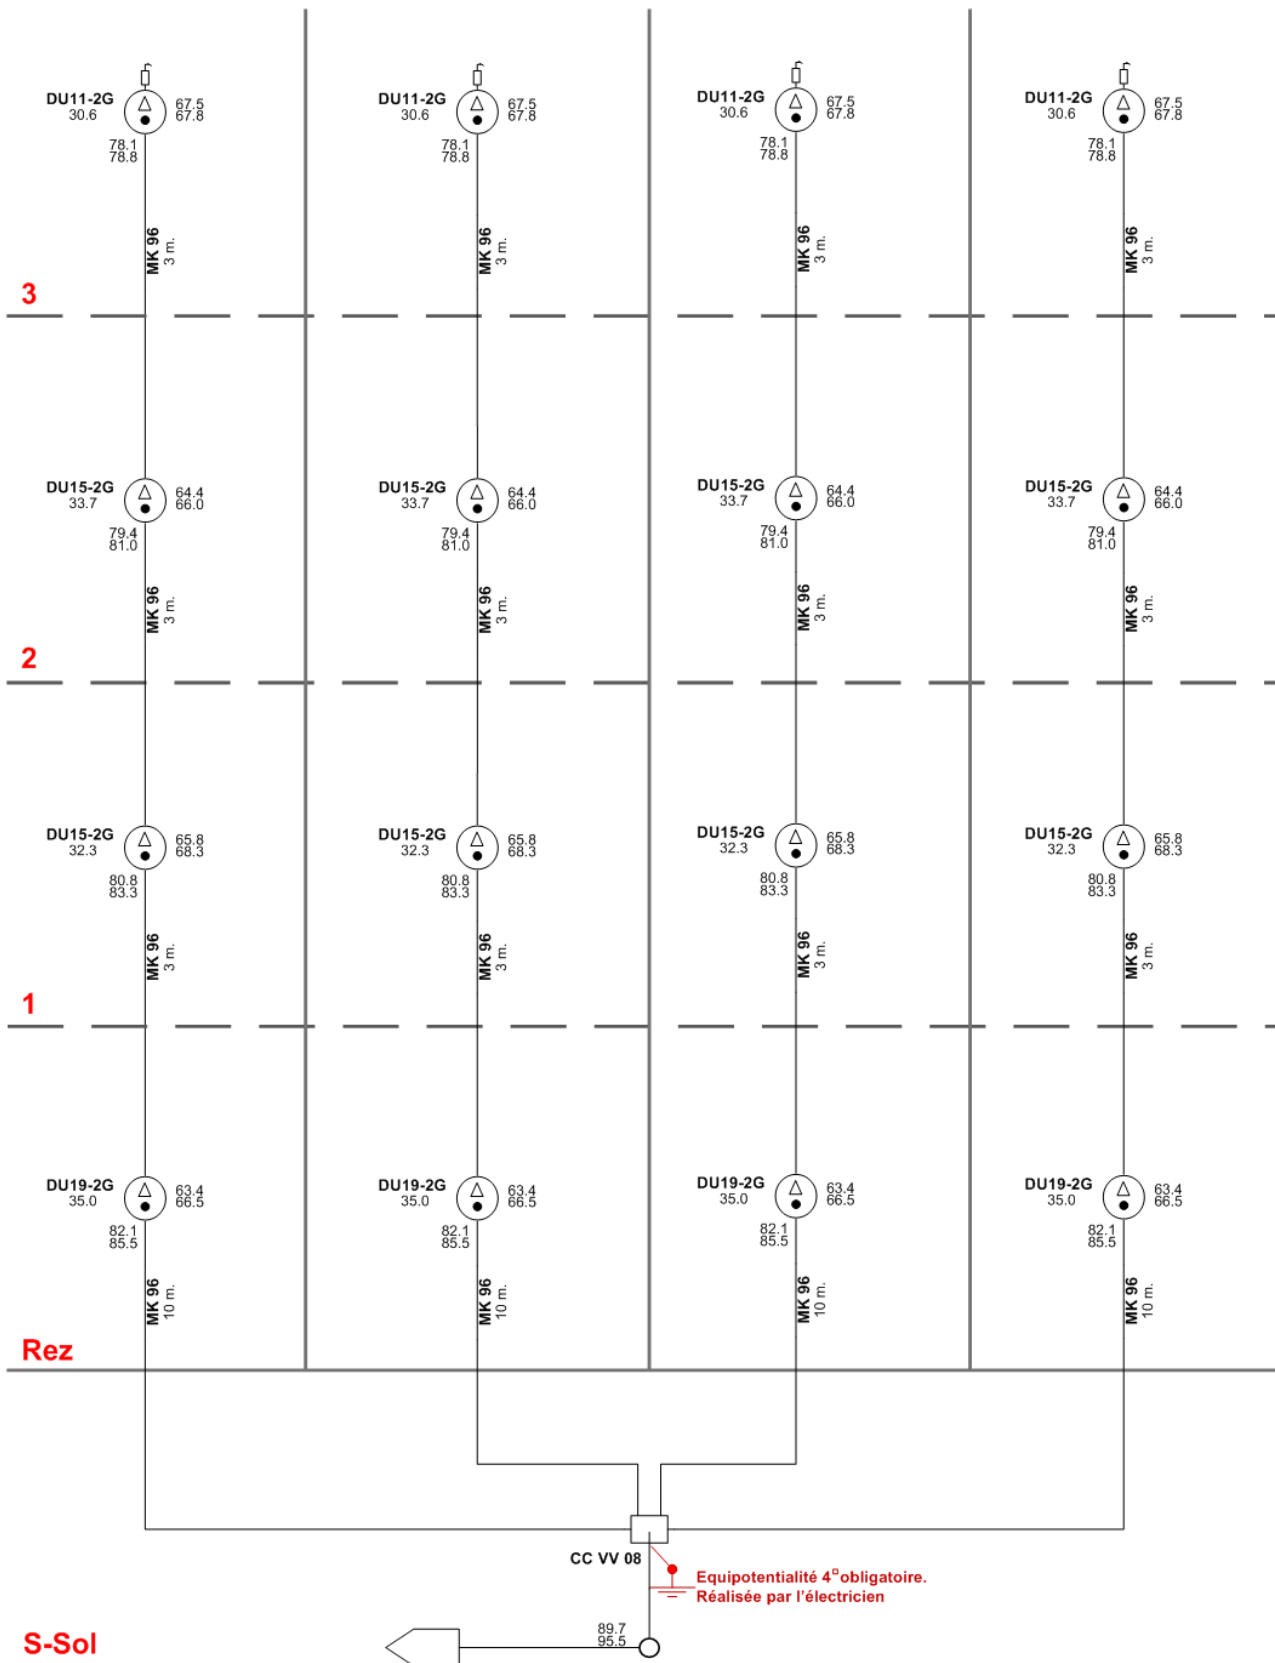 DU11-2G
30.6
67.5
67.8
78.1
78.8
MK 96
3 m.
DU11-2G
30.6
67.5
67.8
78.1
78.8
MK 96
3 m.
DU11-2G
30.6
67.5
67.8
78.1
78.8
MK 96
3 m.
DU11-2G
30.6
67.5
67.8
78.1
78.8
MK 96
3 m.
3
DU15-2G
33.7
64.4
66.0
79.4
81.0
MK 96
3 m.
DU15-2G
33.7
64.4
66.0
79.4
81.0
MK 96
3 m.
DU15-2G
33.7
64.4
66.0
79.4
81.0
MK 96
3 m.
DU15-2G
33.7
64.4
66.0
79.4
81.0
MK 96
3 m.
2
DU15-2G
32.3
65.8
68.3
80.8
83.3
MK 96
3 m.
DU15-2G
32.3
65.8
68.3
80.8
83.3
MK 96
3 m.
DU15-2G
32.3
65.8
68.3
80.8
83.3
MK 96
3 m.
DU15-2G
32.3
65.8
68.3
80.8
83.3
MK 96
3 m.
1
DU19-2G
35.0
63.4
66.5
82.1
85.5
MK 96
10 m.
DU19-2G
35.0
63.4
66.5
82.1
85.5
MK 96
10 m.
DU19-2G
35.0
63.4
66.5
82.1
85.5
MK 96
10 m.
DU19-2G
35.0
63.4
66.5
82.1
85.5
MK 96
10 m.
Rez
CC VV 08
Equipotentialité 4□obligatoire.
Réalisée par l'électricien
89.7
95.5
S-Sol